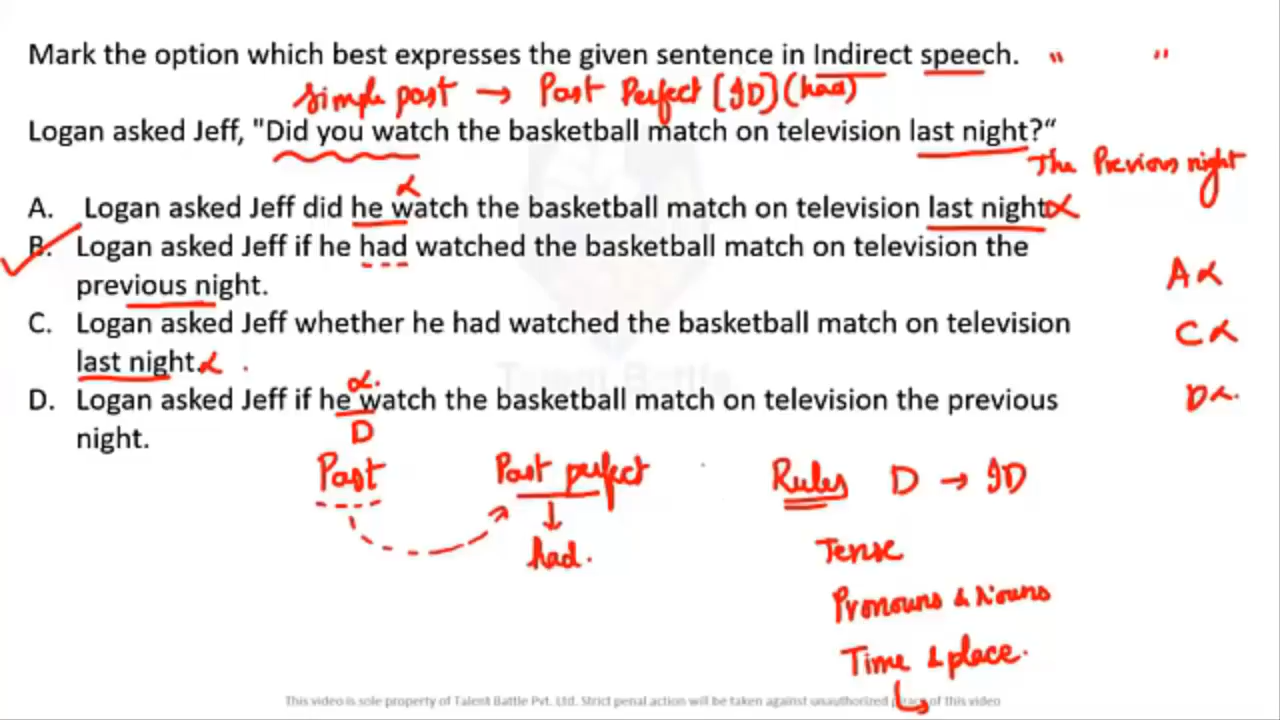 Mark the option which best expresses the given sentence in Indirect speech. " "
Simple past → Past Perfect [ID] (had)
Logan asked Jeff, "Did you watch the basketball match on television last night?“
The Previous night
A. Logan asked Jeff did he watch the basketball match on television last night
B. Logan asked Jeff if he had watched the basketball match on television the
previous night.
A
C. Logan asked Jeff whether he had watched the basketball match on television
last night.
C
D. Logan asked Jeff if he watch the basketball match on television the previous
night.
D
D
Past Past perfect Rules D → ID
had.
Tense
Pronouns & Nouns
Time & place.
This video is sole property of Talent Battle Pvt. Ltd. Strict penal action will be taken against unauthorized piracy of this video
Talent Battle